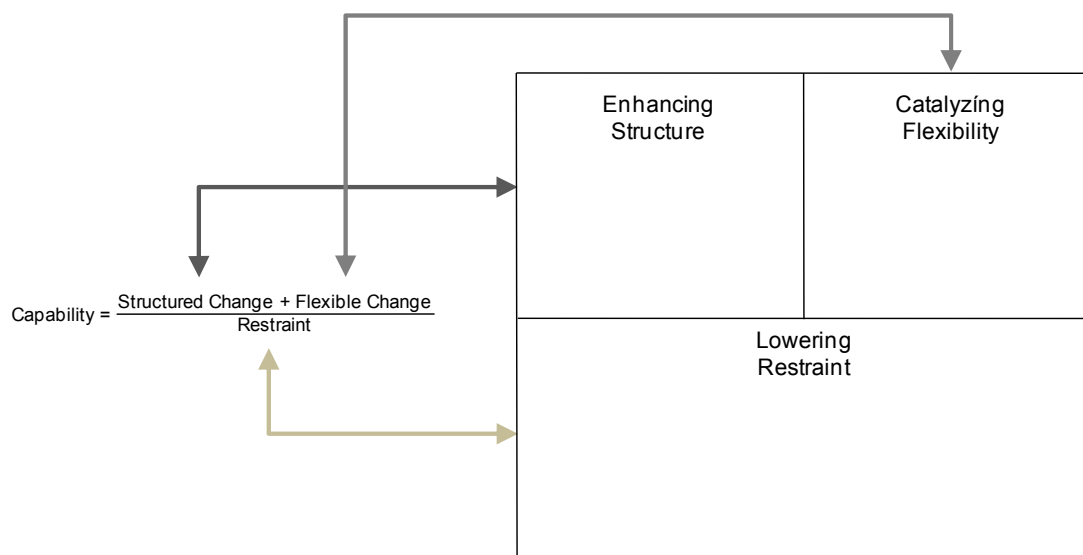 Enhancing
Structure
Catalyzíng
Flexibility
Capability = Structured Change + Flexible Change
Restraint
Lowering
Restraint